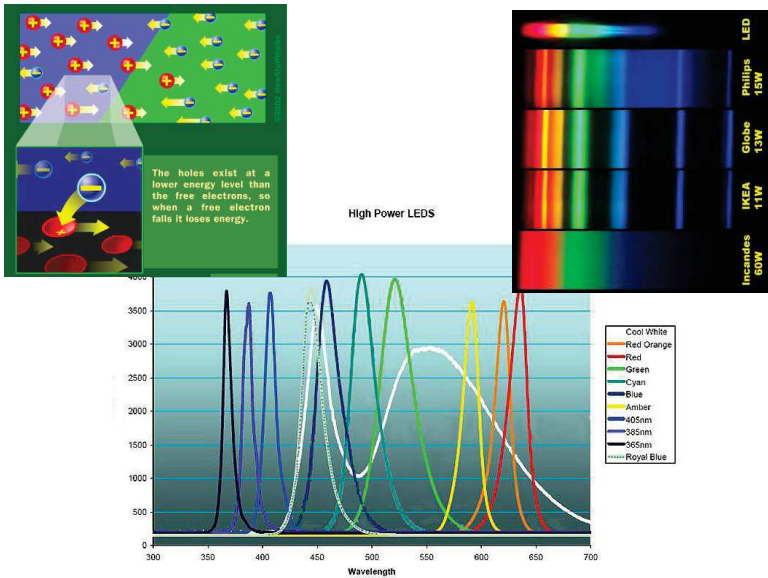 ©2002 HowStuffWorks
The holes exist at a
lower energy level than
the free electrons, so
when a free electron
falls it loses energy.
LED
Philips
15W
Globe
13W
IKEA
11W
Incandes
60W
High Power LEDS
4000
3500
3000
2500
2000
1500
1000
500
0
300
350
400
450
500
550
600
650
700
Wavelength
Cool White
Red Orange
Red
Green
Cyan
Blue
Amber
405nm
385nm
365nm
Royal Blue